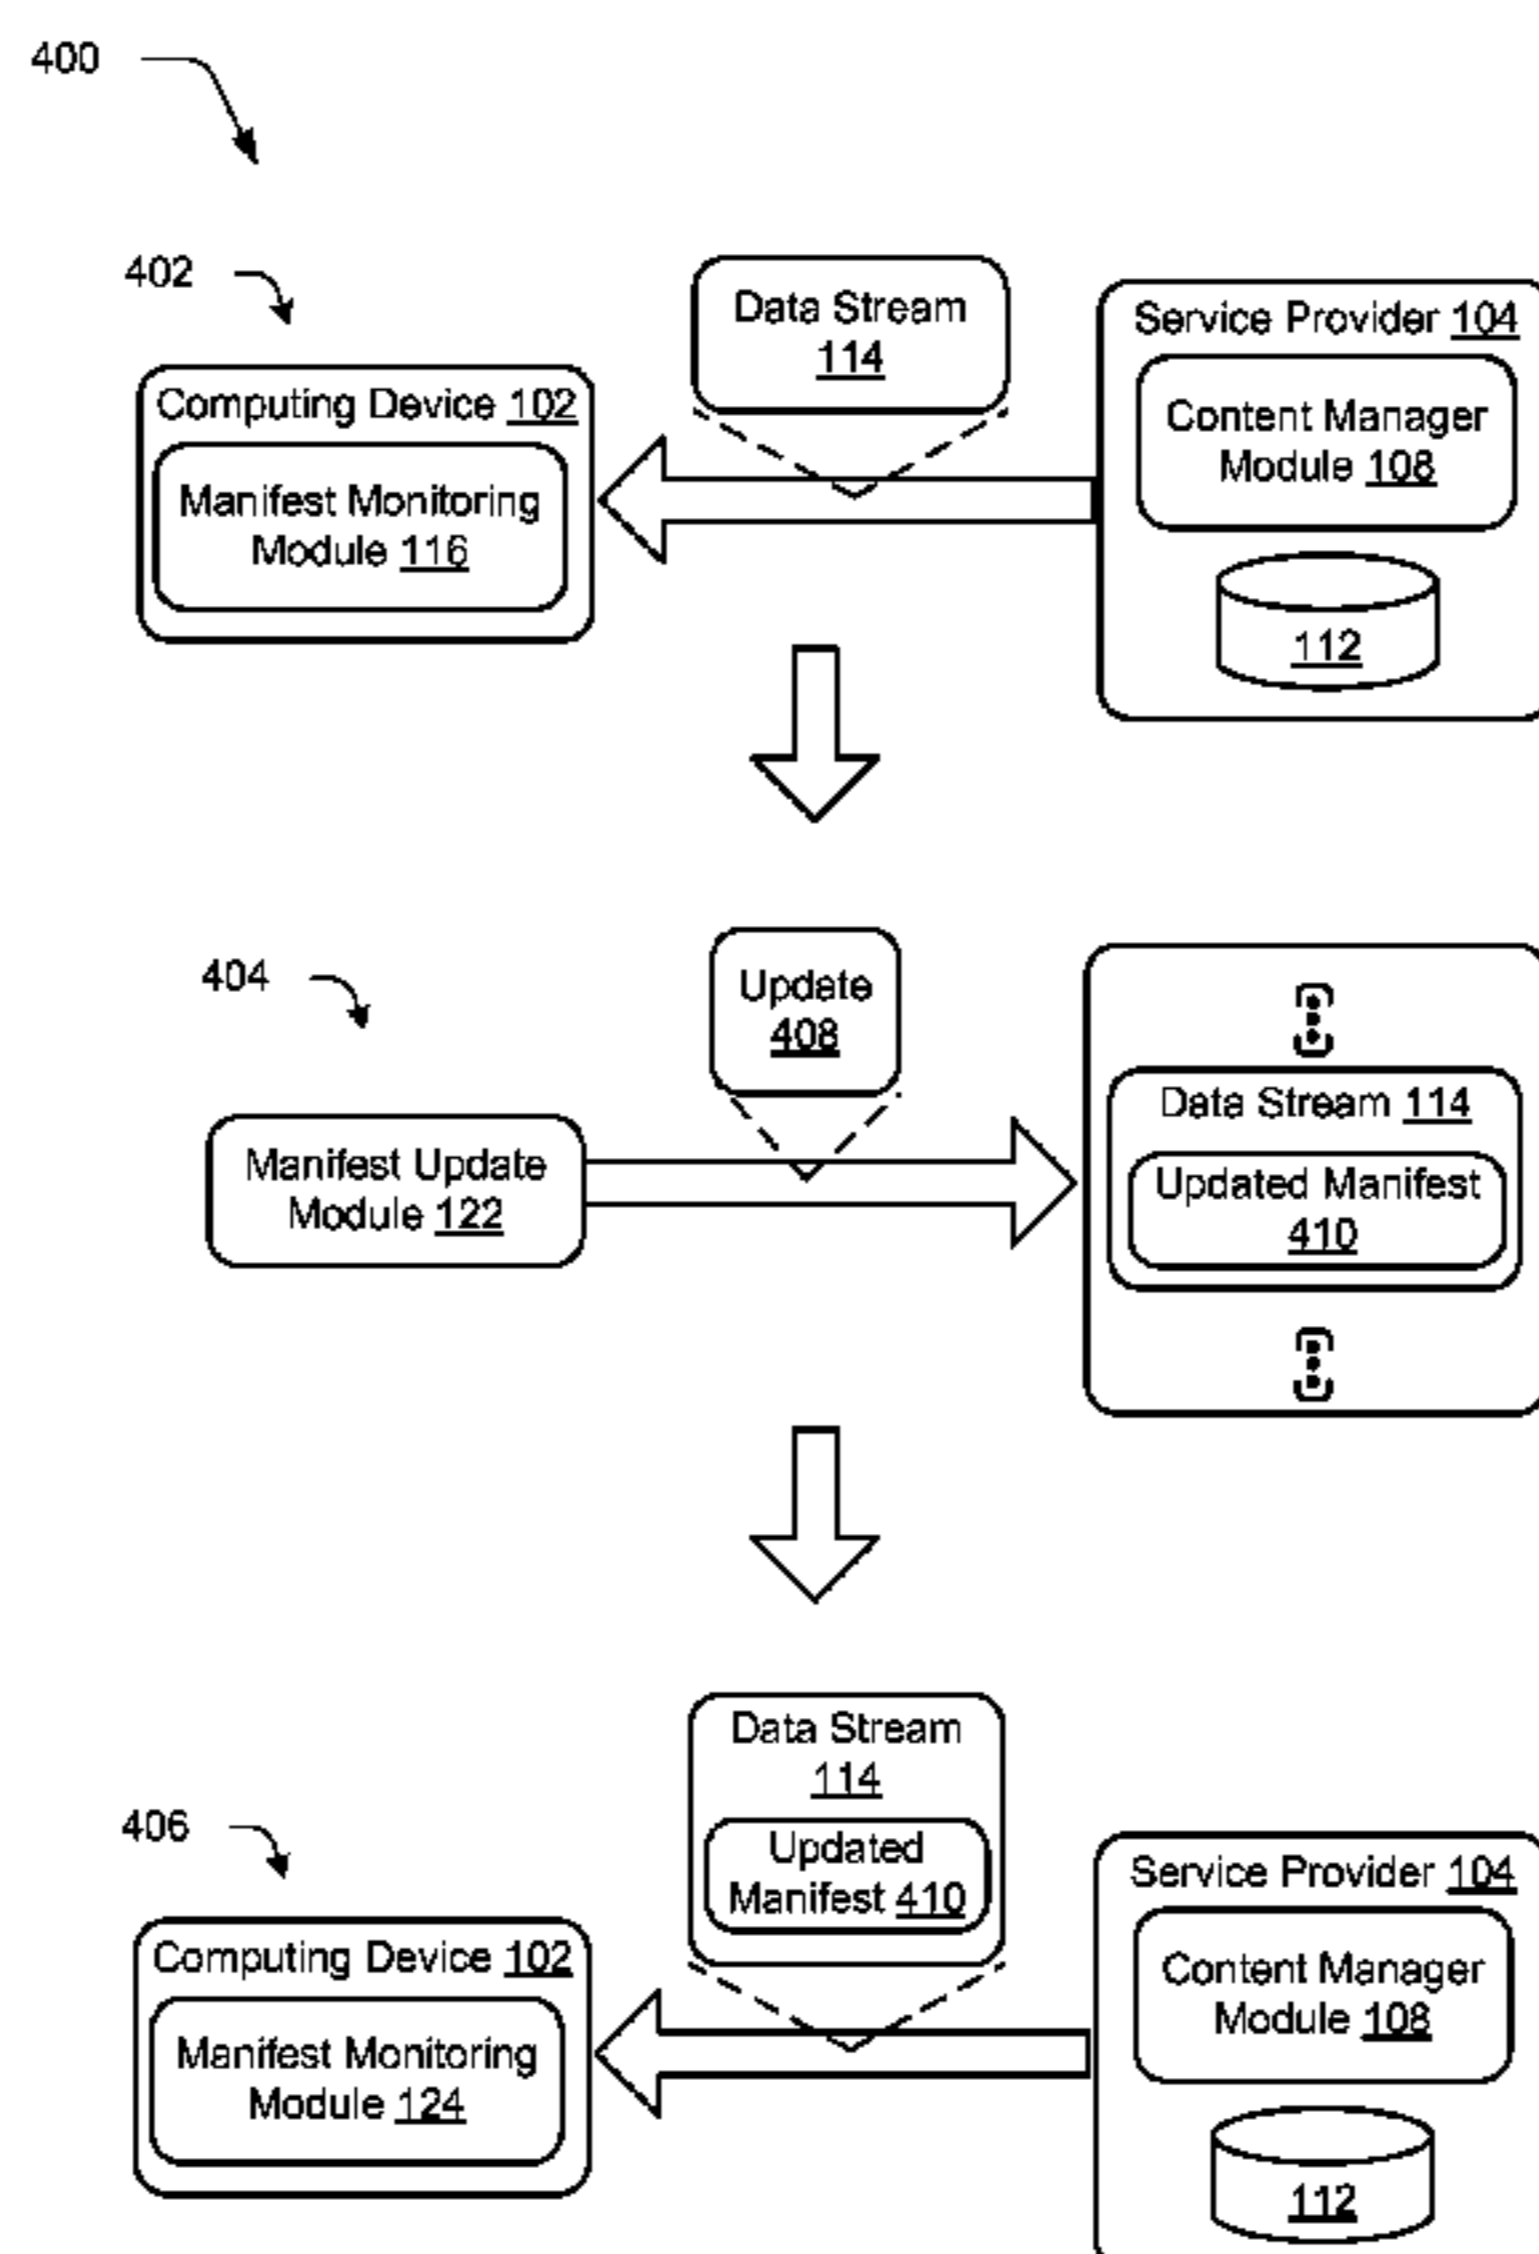 400
402
Data Stream
114
Service Provider 104
Computing Device 102
Content Manager
Module 108
Manifest Monitoring
Module 116
112
404
Update
408
Data Stream 114
Manifest Update
Module 122
Updated Manifest
410
Data Stream
114
406
Updated
Manifest 410
Service Provider 104
Computing Device 102
Content Manager
Module 108
Manifest Monitoring
Module 124
112